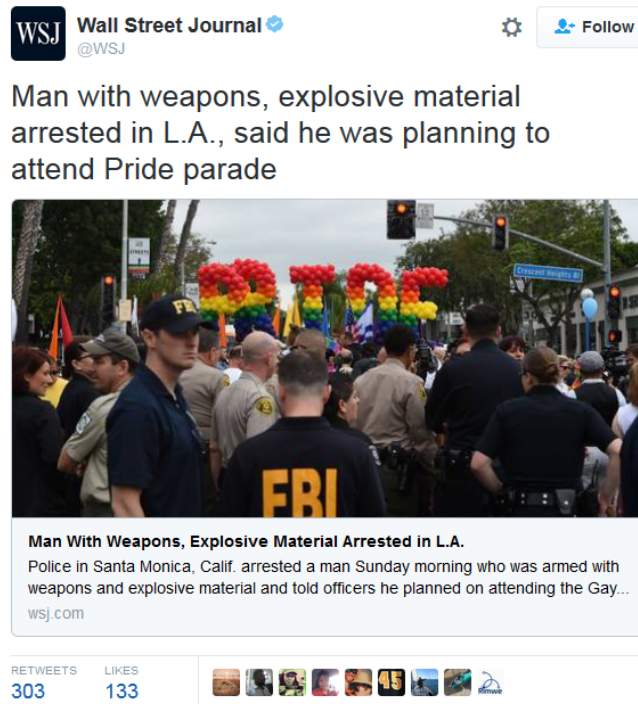 WSJ
Wall Street Journal
@WSJ
Follow
Man with weapons, explosive material
arrested in L.A., said he was planning to
attend Pride parade
Crescent Heights Bl
FBI
FBI
Man With Weapons, Explosive Material Arrested in L.A.
Police in Santa Monica, Calif. arrested a man Sunday morning who was armed with
weapons and explosive material and told officers he planned on attending the Gay...
wsj.com
RETWEETS
LIKES
303
133
45